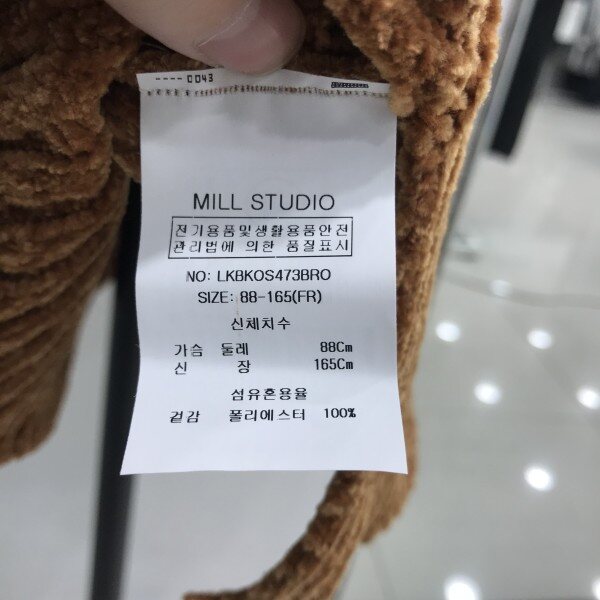 ---- 0043
MILL STUDIO
전기용품및생활용품안전
관리법에 의한 품질표시
NO: LKBKOS473BRO
SIZE: 88-165(FR)
신체치수
가슴 둘레 88Cm
신 장 165Cm
섬유혼용율
겉감 폴리에스터 100%